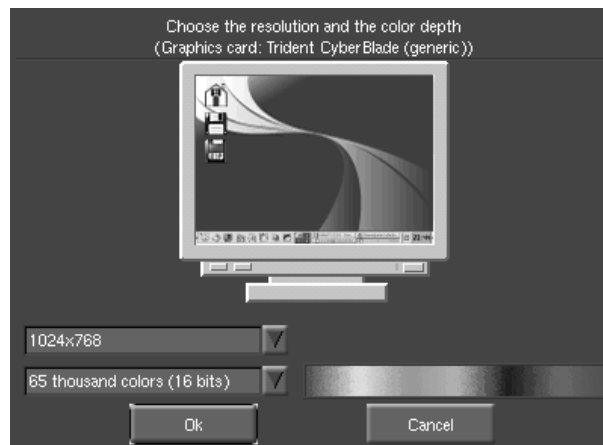 Choose the resolution and the color depth
(Graphics card: Trident CyberBlade (generic))
1024x768
65 thousand colors (16 bits)
Ok
Cancel